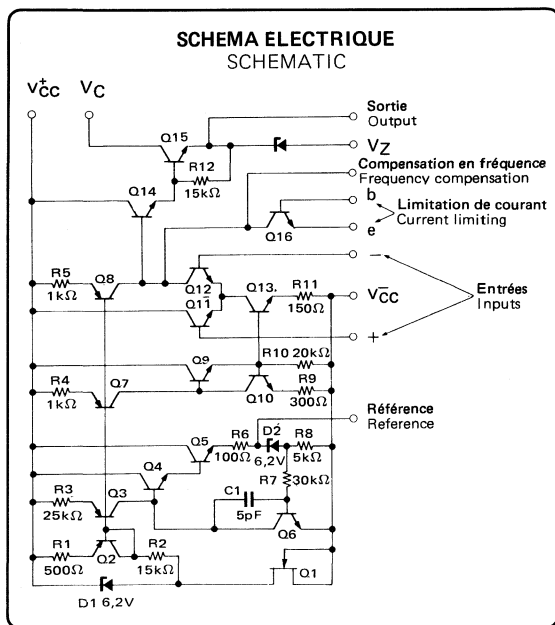 SCHEMA ELECTRIQUE
SCHEMATIC
V+CC
VC
Sortie
Output
Q15
VZ
R12
15kΩ
Compensation en fréquence
Frequency compensation
Q14
b
Limitation de courant
Current limiting
Q16
e
R5
1kΩ
Q8
Q12
−
Q13.
R11
150Ω
V−CC
Q11
Entrées
Inputs
+
Q9
R10 20kΩ
R4
1kΩ
Q7
Q10
R9
300Ω
Référence
Reference
Q5
R6
100Ω
D2
6,2V
R8
5kΩ
Q4
R7
30kΩ
R3
25kΩ
Q3
C1
5pF
Q6
R1
500Ω
Q2
R2
15kΩ
Q1
D1 6,2V